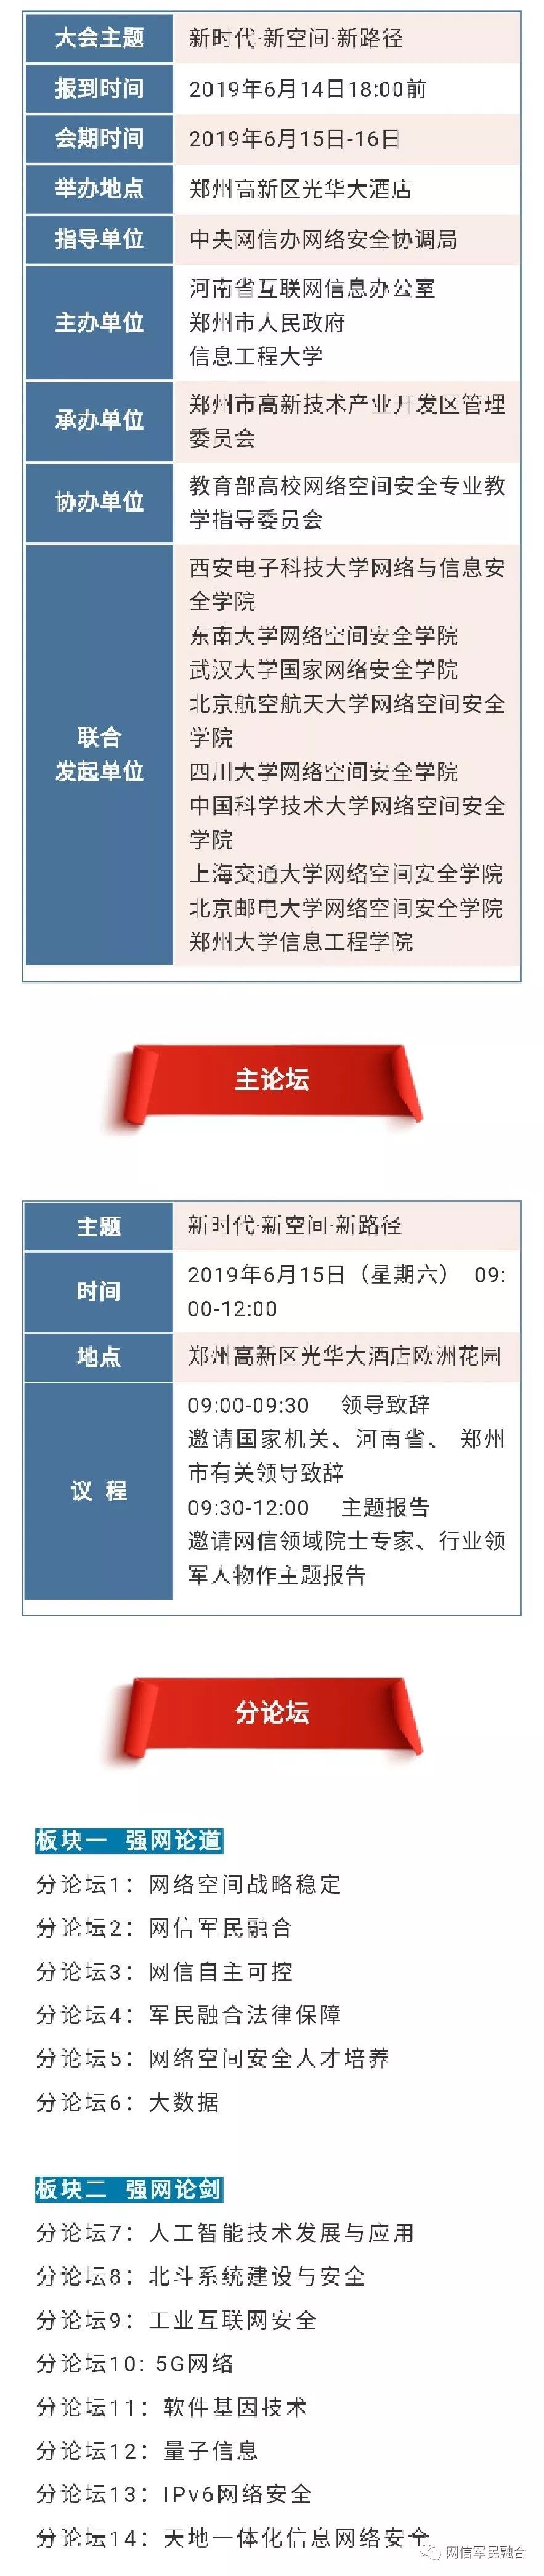 大会主题 新时代·新空间·新路径
报到时间 2019年6月14日18:00前
会期时间 2019年6月15日-16日
举办地点 郑州高新区光华大酒店
指导单位 中央网信办网络安全协调局
主办单位 河南省互联网信息办公室
郑州市人民政府
信息工程大学
承办单位 郑州市高新技术产业开发区管理
委员会
协办单位 教育部高校网络空间安全专业教
学指导委员会
联合
发起单位
西安电子科技大学网络与信息安
全学院
东南大学网络空间安全学院
武汉大学国家网络安全学院
北京航空航天大学网络空间安全
学院
四川大学网络空间安全学院
中国科学技术大学网络空间安全
学院
上海交通大学网络空间安全学院
北京邮电大学网络空间安全学院
郑州大学信息工程学院
主论坛
主题 新时代·新空间·新路径
时间 2019年6月15日（星期六） 09:
00-12:00
地点 郑州高新区光华大酒店欧洲花园
议 程
09:00-09:30 领导致辞
邀请国家机关、河南省、 郑州
市有关领导致辞
09:30-12:00 主题报告
邀请网信领域院士专家、行业领
军人物作主题报告
分论坛
板块一 强网论道
分论坛1：网络空间战略稳定
分论坛2：网信军民融合
分论坛3：网信自主可控
分论坛4：军民融合法律保障
分论坛5：网络空间安全人才培养
分论坛6：大数据
板块二 强网论剑
分论坛7：人工智能技术发展与应用
分论坛8：北斗系统建设与安全
分论坛9：工业互联网安全
分论坛10: 5G网络
分论坛11：软件基因技术
分论坛12：量子信息
分论坛13：IPv6网络安全
分论坛14：天地一体化信息网络安全
网信军民融合